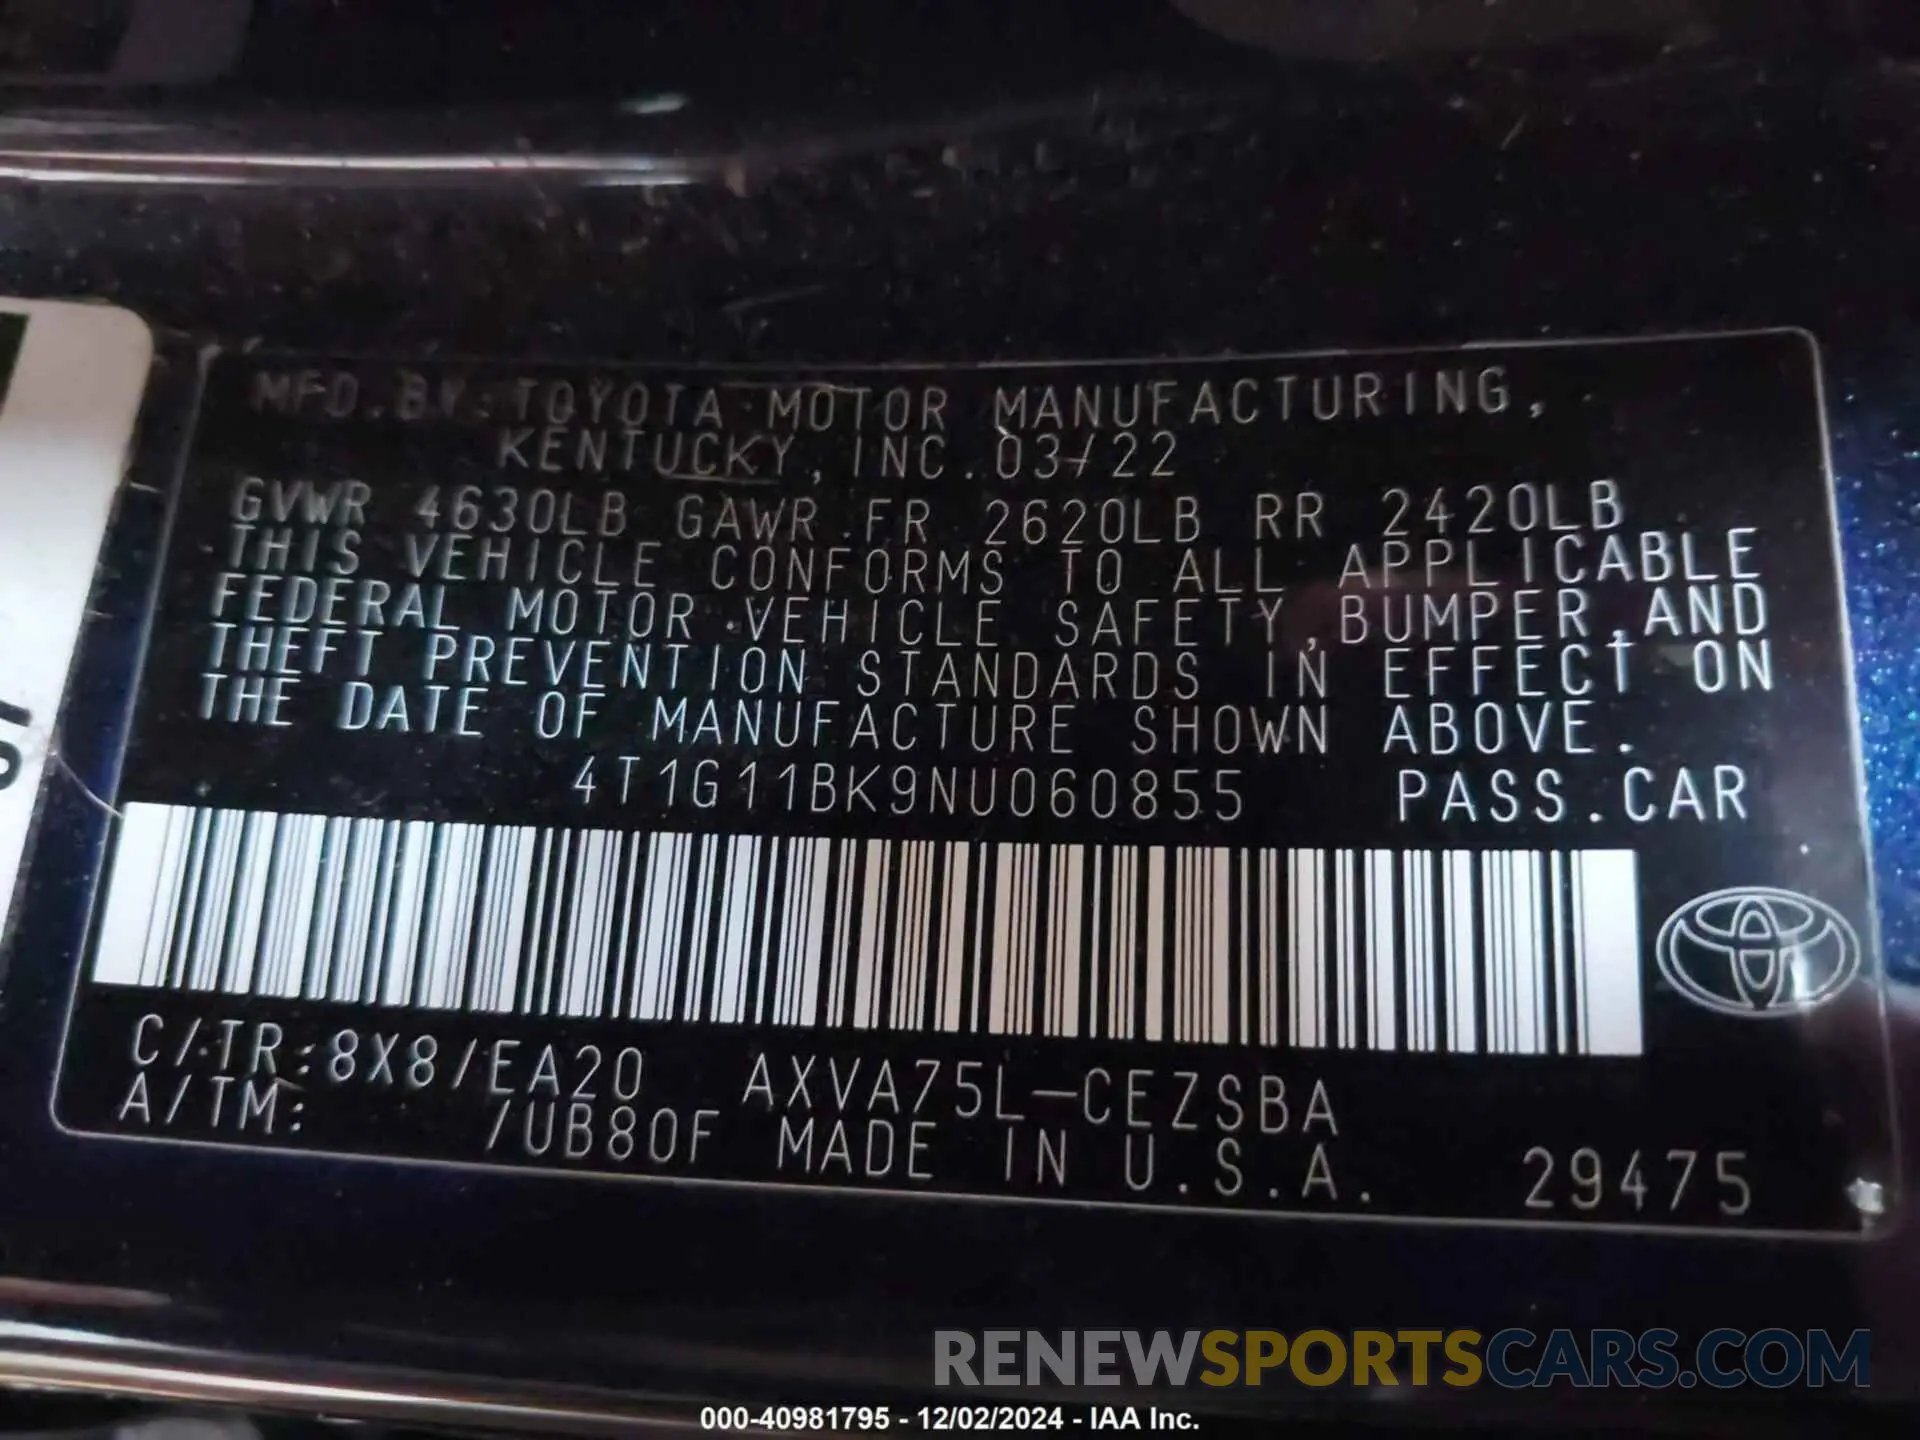 MFD. BY: TOYOTA MOTOR MANUFACTURING,
KENTUCKY, INC. 03/22
GVWR 4630LB GAWR FR 2620LB RR 2420LB
THIS VEHICLE CONFORMS TO ALL APPLICABLE
FEDERAL MOTOR VEHICLE SAFETY, BUMPER, AND
THEFT PREVENTION STANDARDS IN EFFECT ON
THE DATE OF MANUFACTURE SHOWN ABOVE.
4T1G11BK9NU060855 PASS.CAR
C/TR:8X8/EA20 AXVA75L-CEZSBA
A/TM: /UB80F MADE IN U.S.A. 29475
RENEWSPORTSCARS.COM
000-40981795 - 12/02/2024 - IAA Inc.